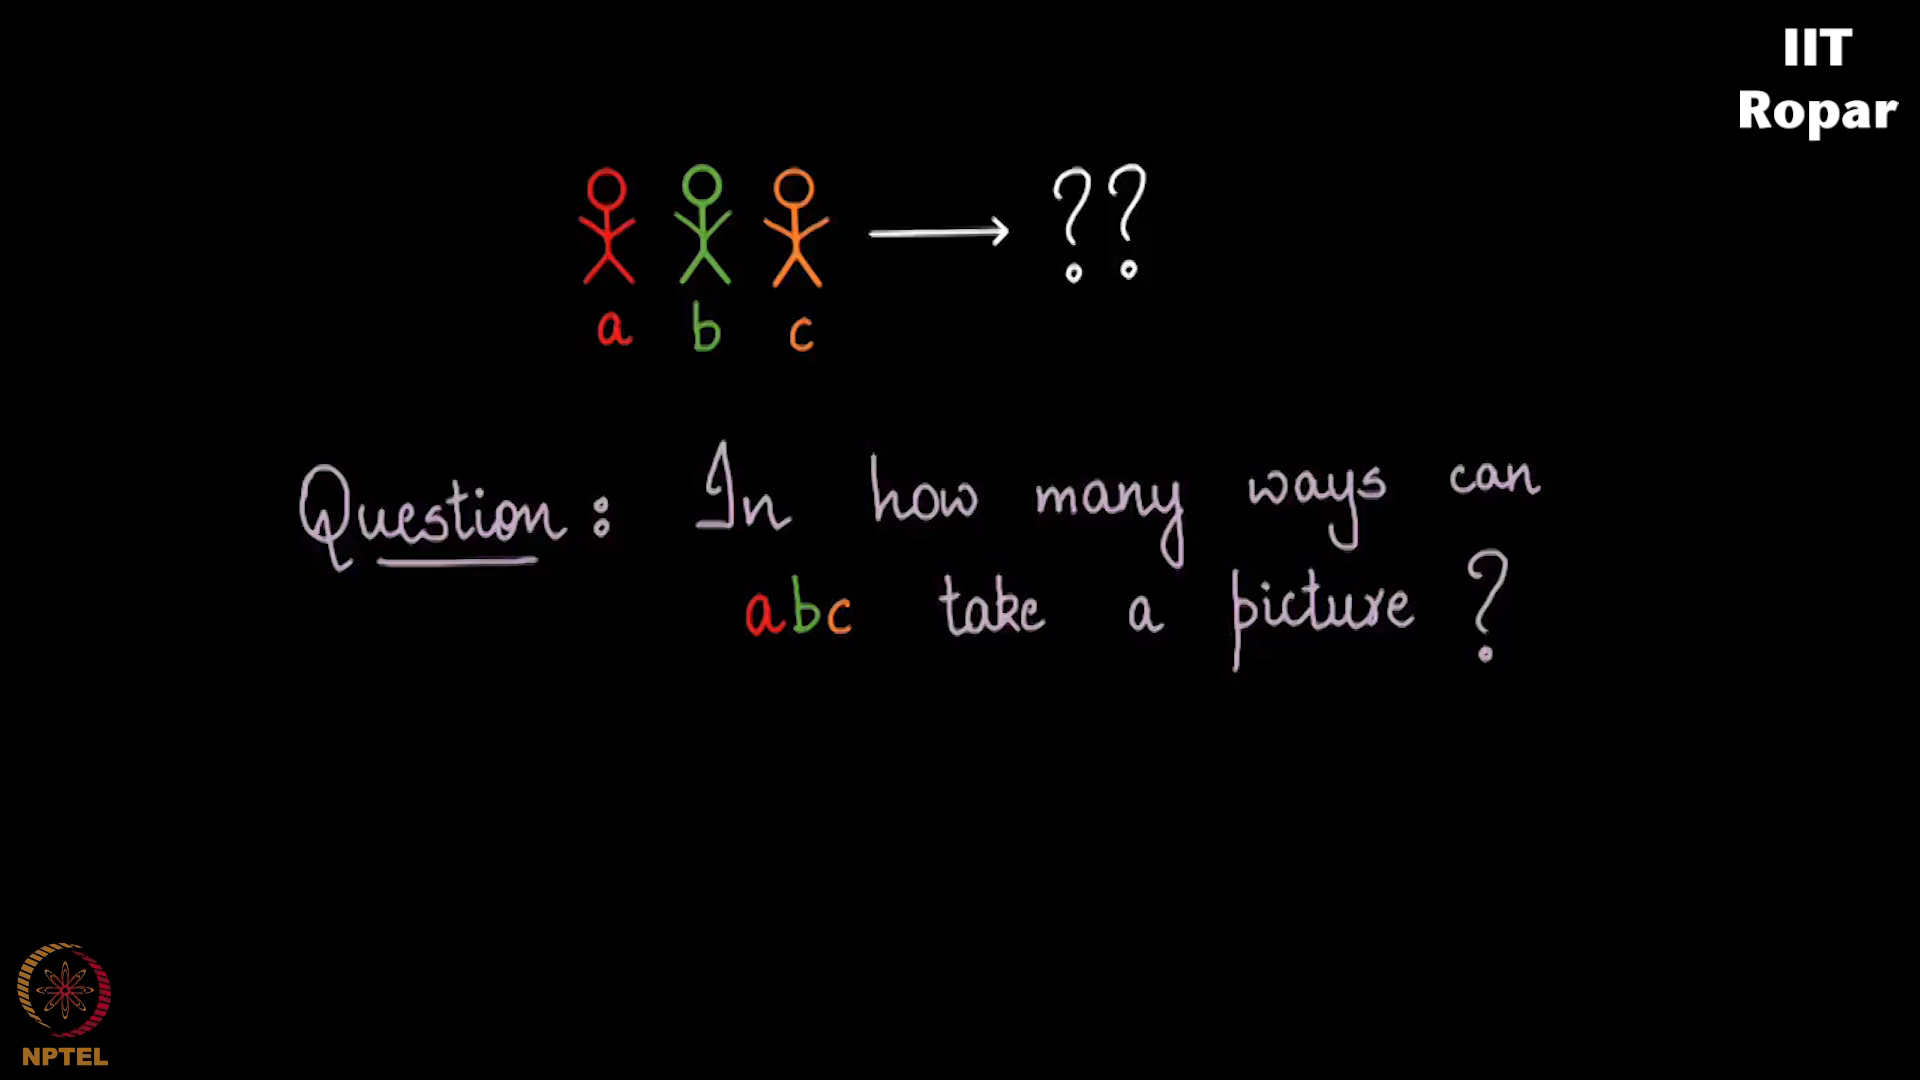 IIT
Ropar
??
a b c
Question: In how many ways can
abc take a picture?
NPTEL